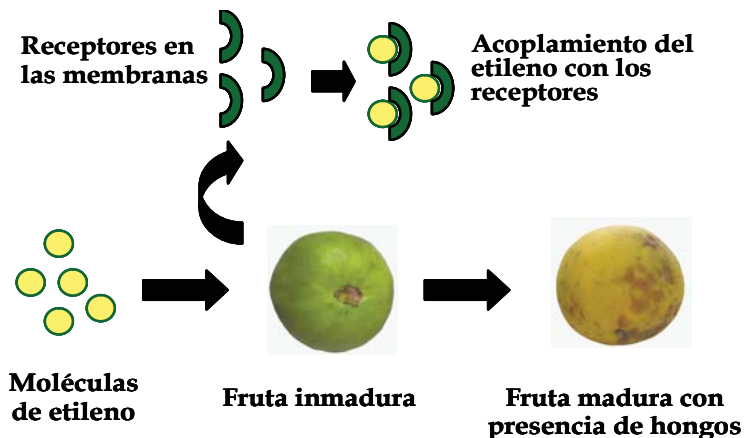 Receptores en
las membranas
Acoplamiento del
etileno con los
receptores
Moléculas
de etileno
Fruta inmadura
Fruta madura con
presencia de hongos